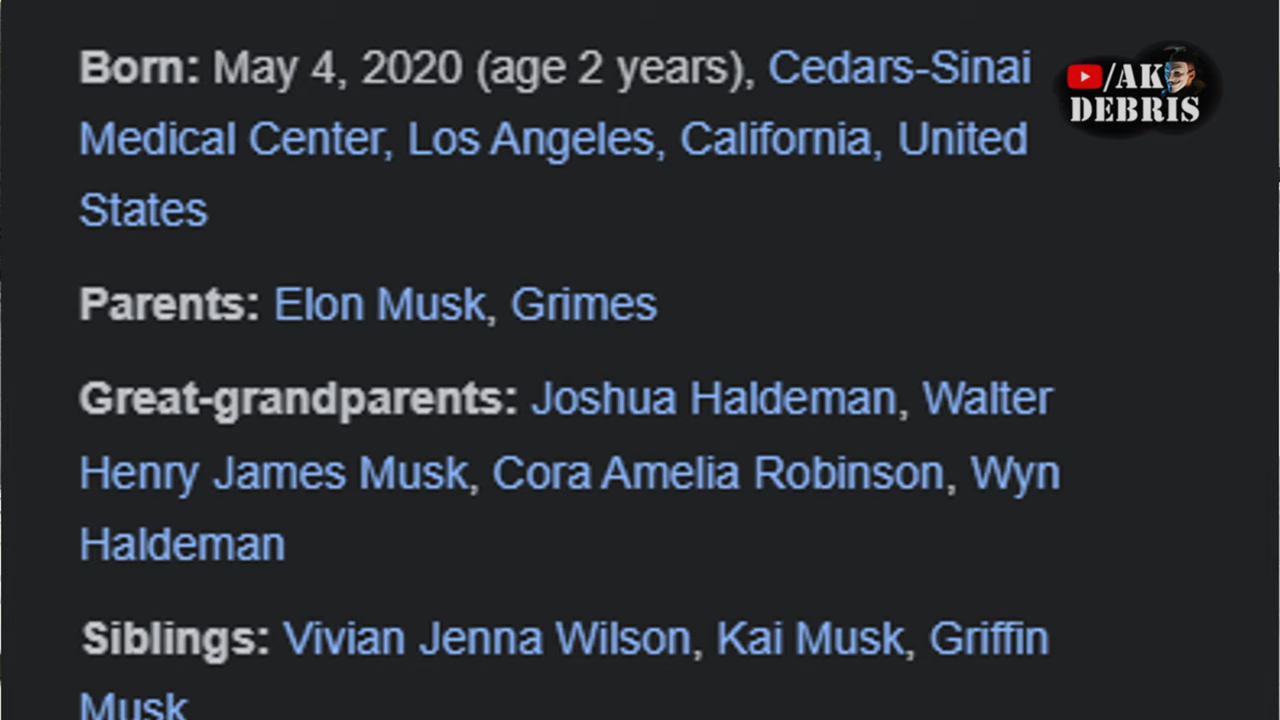 Born: May 4, 2020 (age 2 years), Cedars-Sinai
Medical Center, Los Angeles, California, United
States
/AK
DEBRIS
Parents: Elon Musk, Grimes
Great-grandparents: Joshua Haldeman, Walter
Henry James Musk, Cora Amelia Robinson, Wyn
Haldeman
Siblings: Vivian Jenna Wilson, Kai Musk, Griffin
Musk